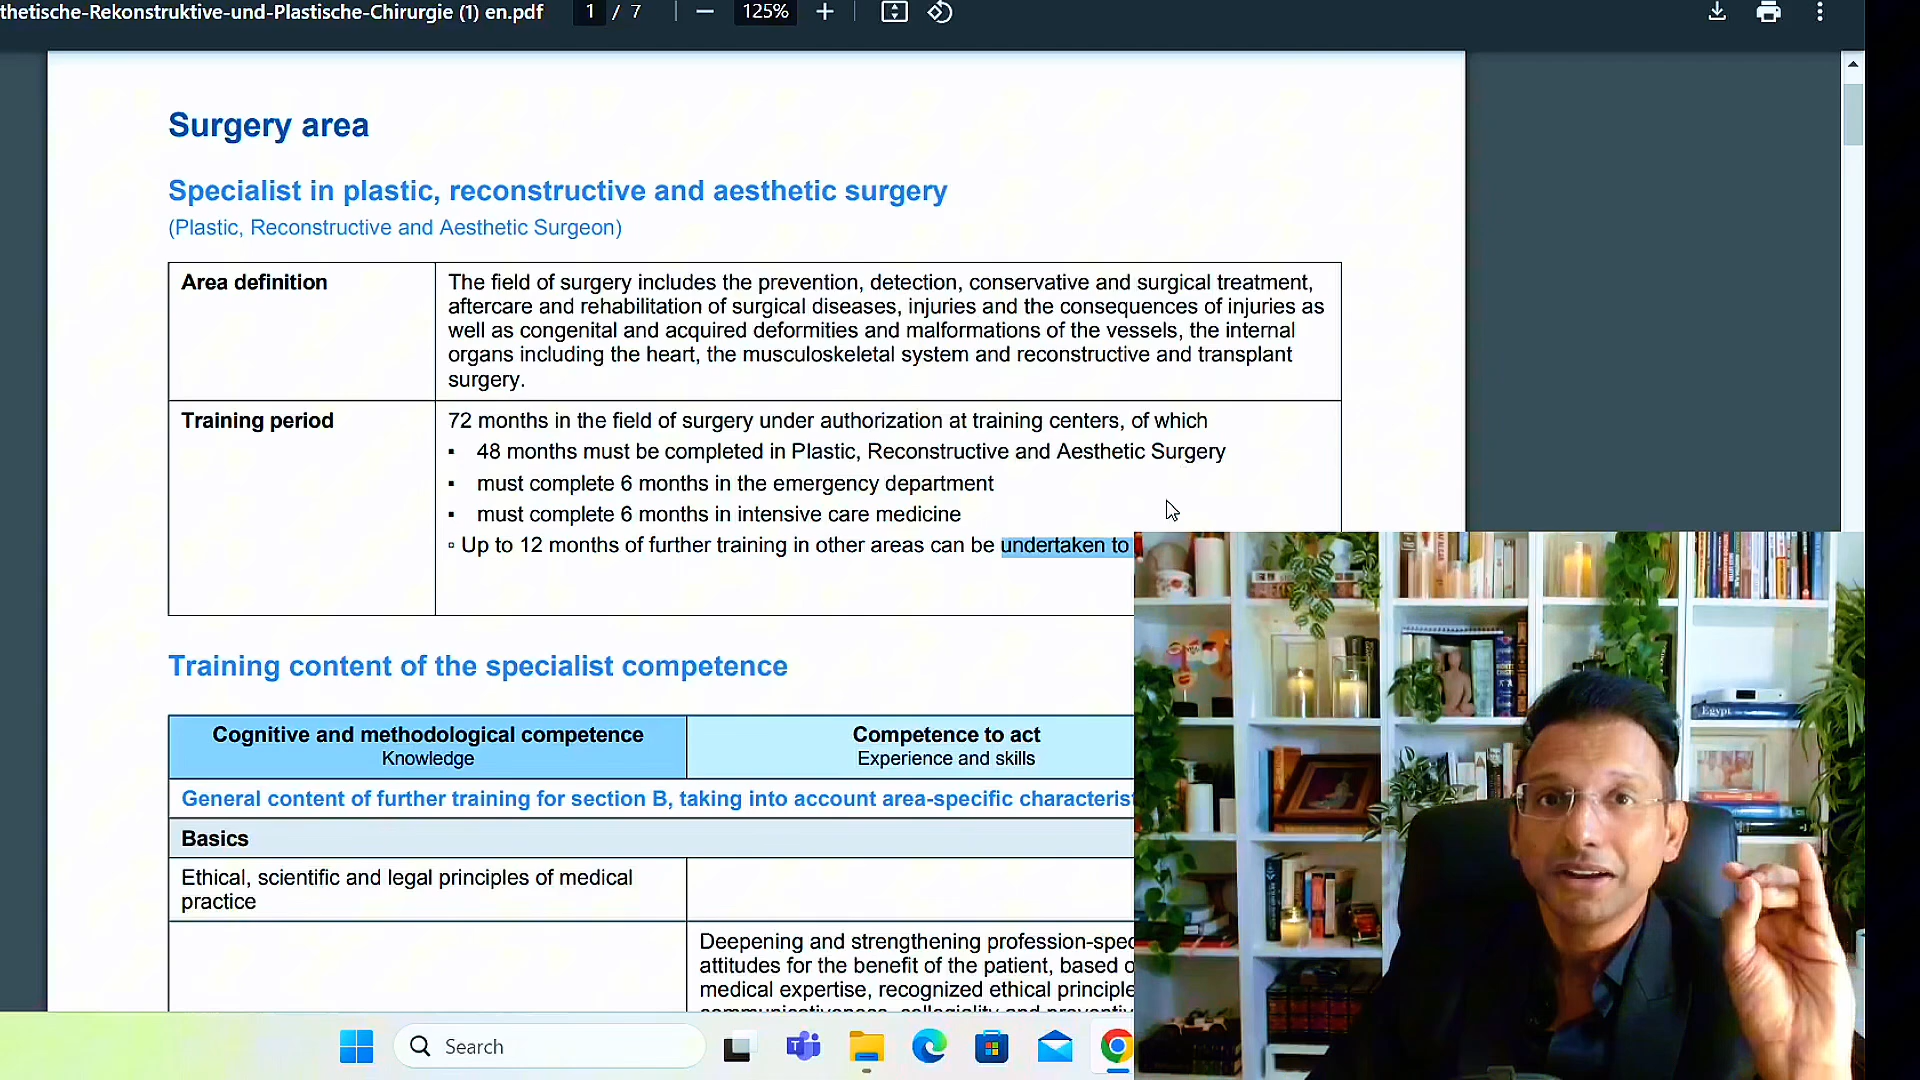 thetische-Rekonstruktive-und-Plastische-Chirurgie (1) en.pdf
1 / 7
125%
Surgery area
Specialist in plastic, reconstructive and aesthetic surgery
(Plastic, Reconstructive and Aesthetic Surgeon)
Area definition
The field of surgery includes the prevention, detection, conservative and surgical treatment,
aftercare and rehabilitation of surgical diseases, injuries and the consequences of injuries as
well as congenital and acquired deformities and malformations of the vessels, the internal
organs including the heart, the musculoskeletal system and reconstructive and transplant
surgery.
Training period
72 months in the field of surgery under authorization at training centers, of which
▪ 48 months must be completed in Plastic, Reconstructive and Aesthetic Surgery
▪ must complete 6 months in the emergency department
▪ must complete 6 months in intensive care medicine
▫ Up to 12 months of further training in other areas can be undertaken to
Training content of the specialist competence
Cognitive and methodological competence
Knowledge
Competence to act
Experience and skills
General content of further training for section B, taking into account area-specific characterist
Basics
Ethical, scientific and legal principles of medical
practice
Deepening and strengthening profession-spec
attitudes for the benefit of the patient, based o
medical expertise, recognized ethical principle
communicativeness, collegiality and preventiv
Egypt
Search